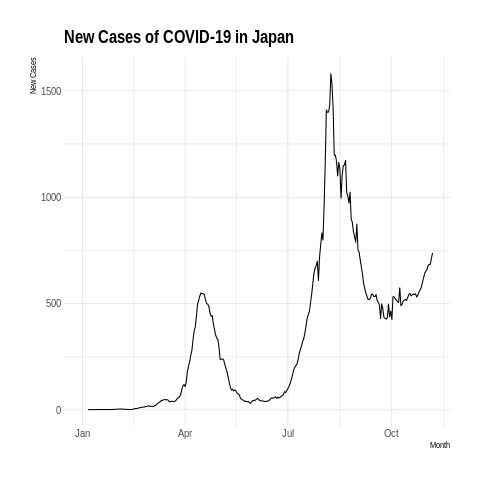 New Cases of COVID-19 in Japan
New Cases
1500
1000
500
0
Jan Apr Jul Oct
Month